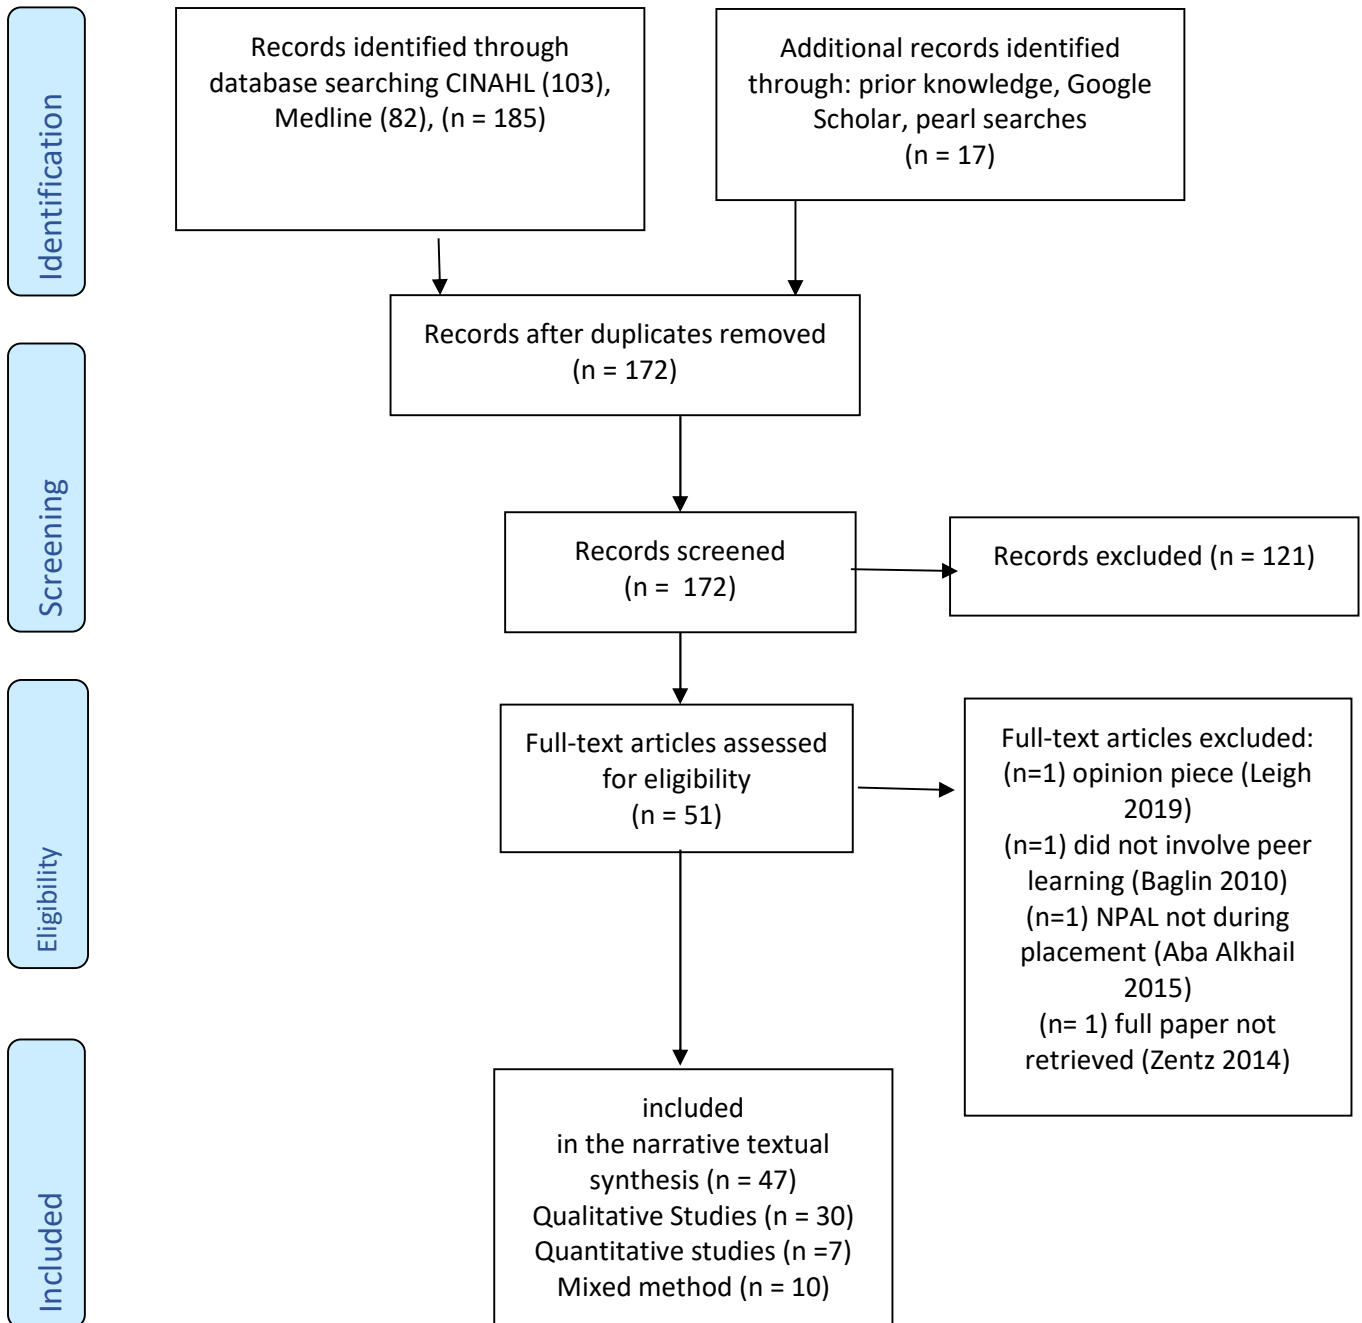 Identification
Records identified through
database searching CINAHL (103),
Medline (82), (n = 185)
Additional records identified
through: prior knowledge, Google
Scholar, pearl searches
(n = 17)
Records after duplicates removed
(n = 172)
Screening
Records screened
(n =  172)
Records excluded (n = 121)
Eligibility
Full-text articles assessed
for eligibility
(n = 51)
Full-text articles excluded:
(n=1) opinion piece (Leigh
2019)
(n=1) did not involve peer
learning (Baglin 2010)
(n=1) NPAL not during
placement (Aba Alkhail
2015)
(n= 1) full paper not
retrieved (Zentz 2014)
Included
included
in the narrative textual
synthesis (n = 47)
Qualitative Studies (n = 30)
Quantitative studies (n =7)
Mixed method (n = 10)